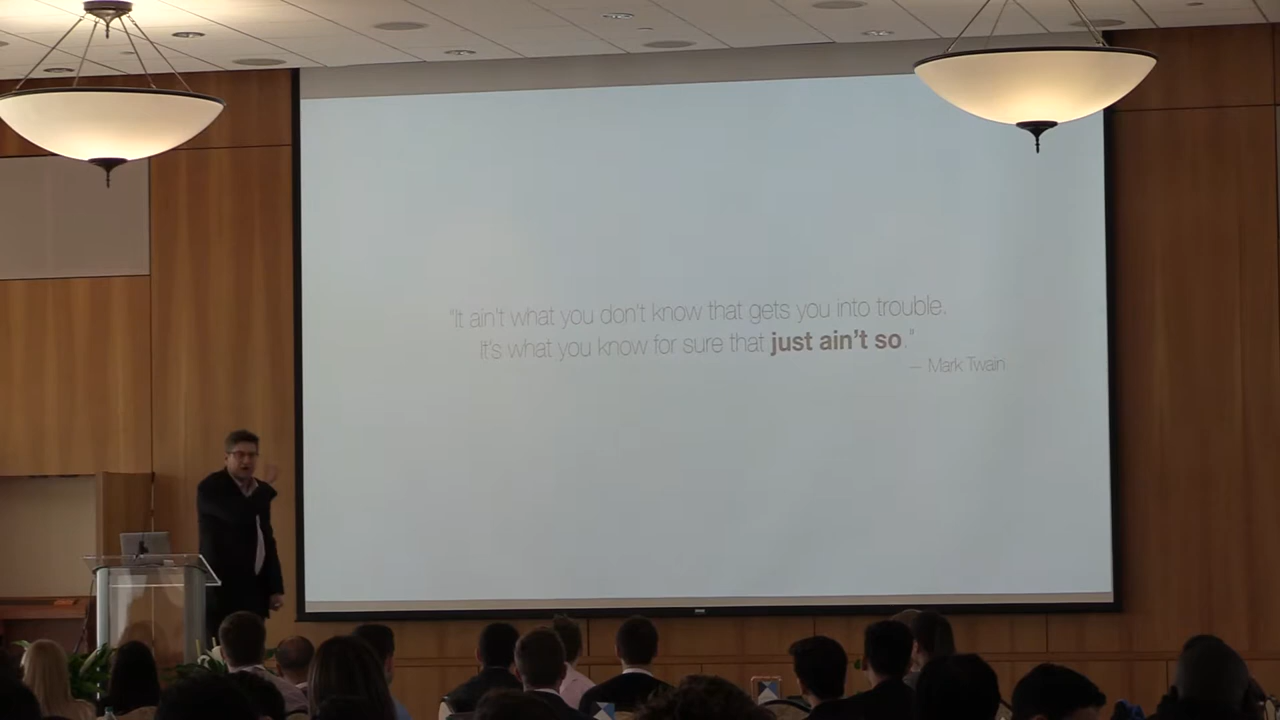 "It ain't what you don't know that gets you into trouble.
It's what you know for sure that just ain't so."
— Mark Twain